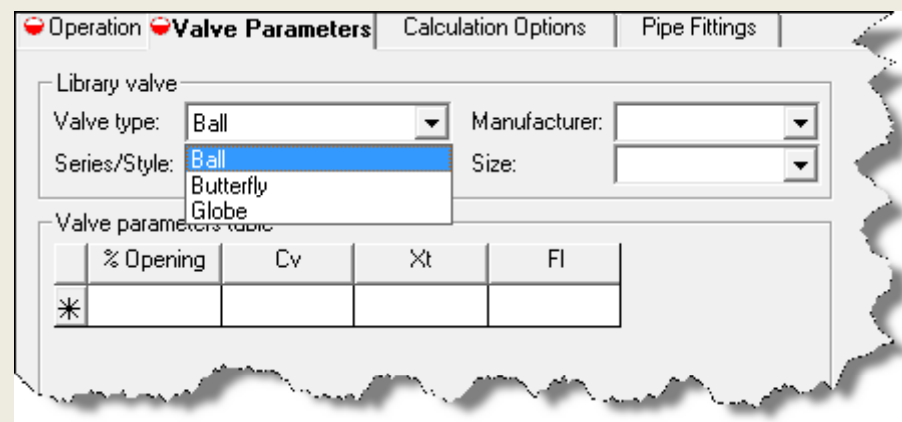 Operation Valve Parameters Calculation Options Pipe Fittings
Library valve
Valve type: Ball Manufacturer:
Series/Style: Ball Size:
Butterfly
Globe
Valve parameters table
% Opening Cv Xt Fl